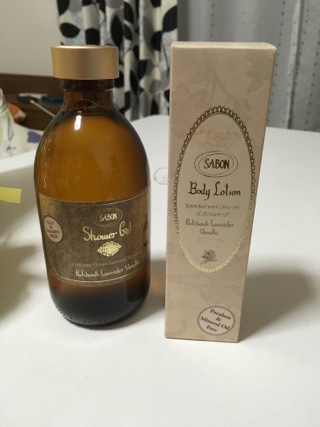 SABON
Shower Gel
Patchouli Lavender Vanilla
SABON
Body Lotion
Enriched with Olive Oil
& Avocado Oil
Patchouli Lavender
Vanilla
Paraben
&
Mineral Oil
Free